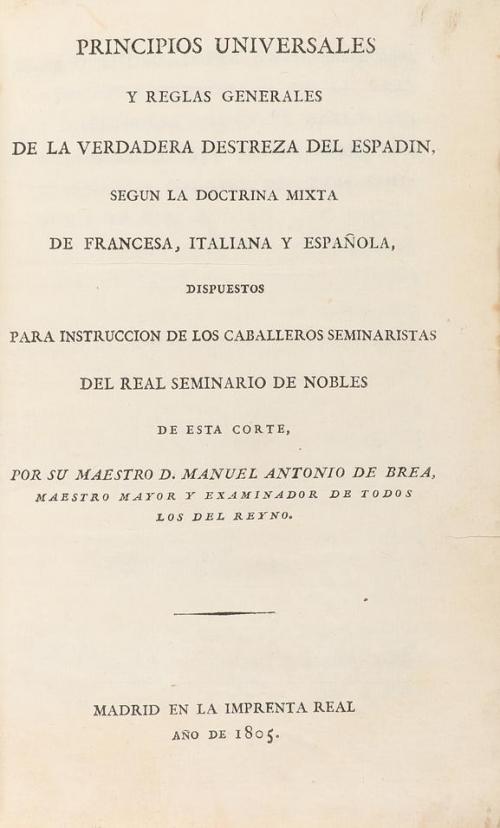 PRINCIPIOS UNIVERSALES
Y REGLAS GENERALES
DE LA VERDADERA DESTREZA DEL ESPADIN,
SEGUN LA DOCTRINA MIXTA
DE FRANCESA, ITALIANA Y ESPAÑOLA,
DISPUESTOS
PARA INSTRUCCION DE LOS CABALLEROS SEMINARISTAS
DEL REAL SEMINARIO DE NOBLES
DE ESTA CORTE,
POR SU MAESTRO D. MANUEL ANTONIO DE BREA,
MAESTRO MAYOR Y EXAMINADOR DE TODOS
LOS DEL REYNO.
MADRID EN LA IMPRENTA REAL
AÑO DE 1805.